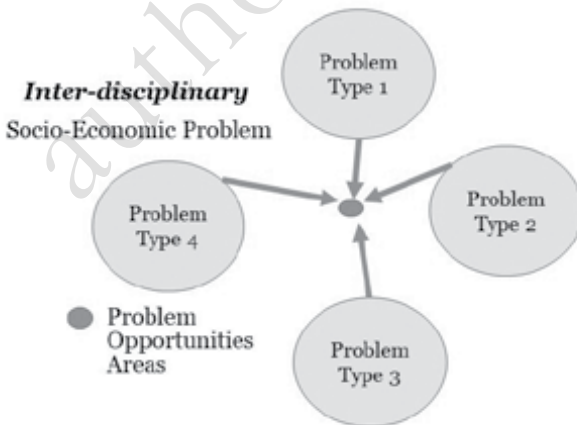 autho
Inter-disciplinary
Socio-Economic Problem
Problem
Type 1
Problem
Type 2
Problem
Type 4
Problem
Type 3
Problem
Opportunities
Areas